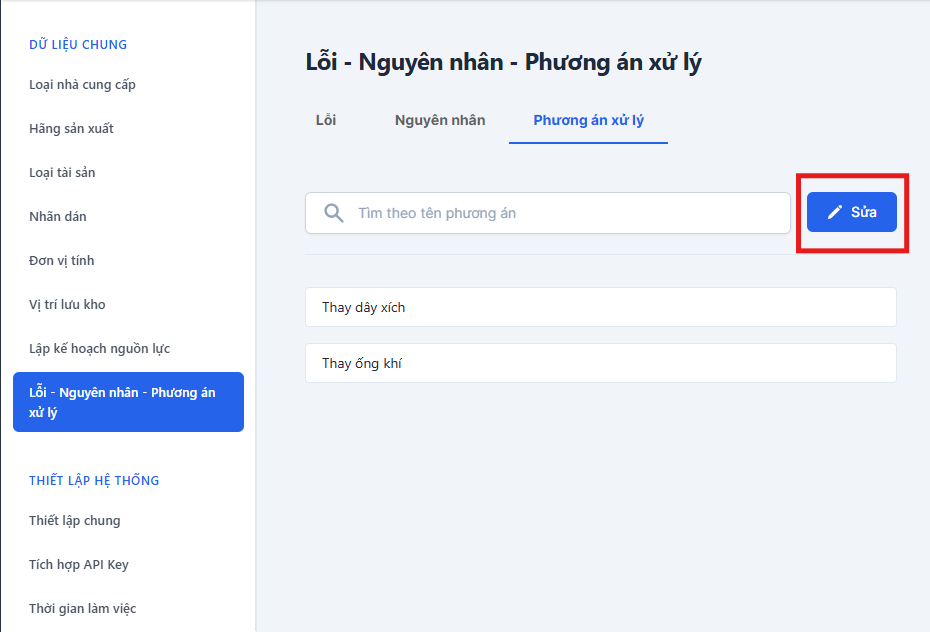 DỮ LIỆU CHUNG
Loại nhà cung cấp
Hãng sản xuất
Loại tài sản
Nhãn dán
Đơn vị tính
Vị trí lưu kho
Lập kế hoạch nguồn lực
Lỗi - Nguyên nhân - Phương án
xử lý
THIẾT LẬP HỆ THỐNG
Thiết lập chung
Tích hợp API Key
Thời gian làm việc
Lỗi - Nguyên nhân - Phương án xử lý
Lỗi
Nguyên nhân
Phương án xử lý
Tìm theo tên phương án
Sửa
Thay dây xích
Thay ống khí